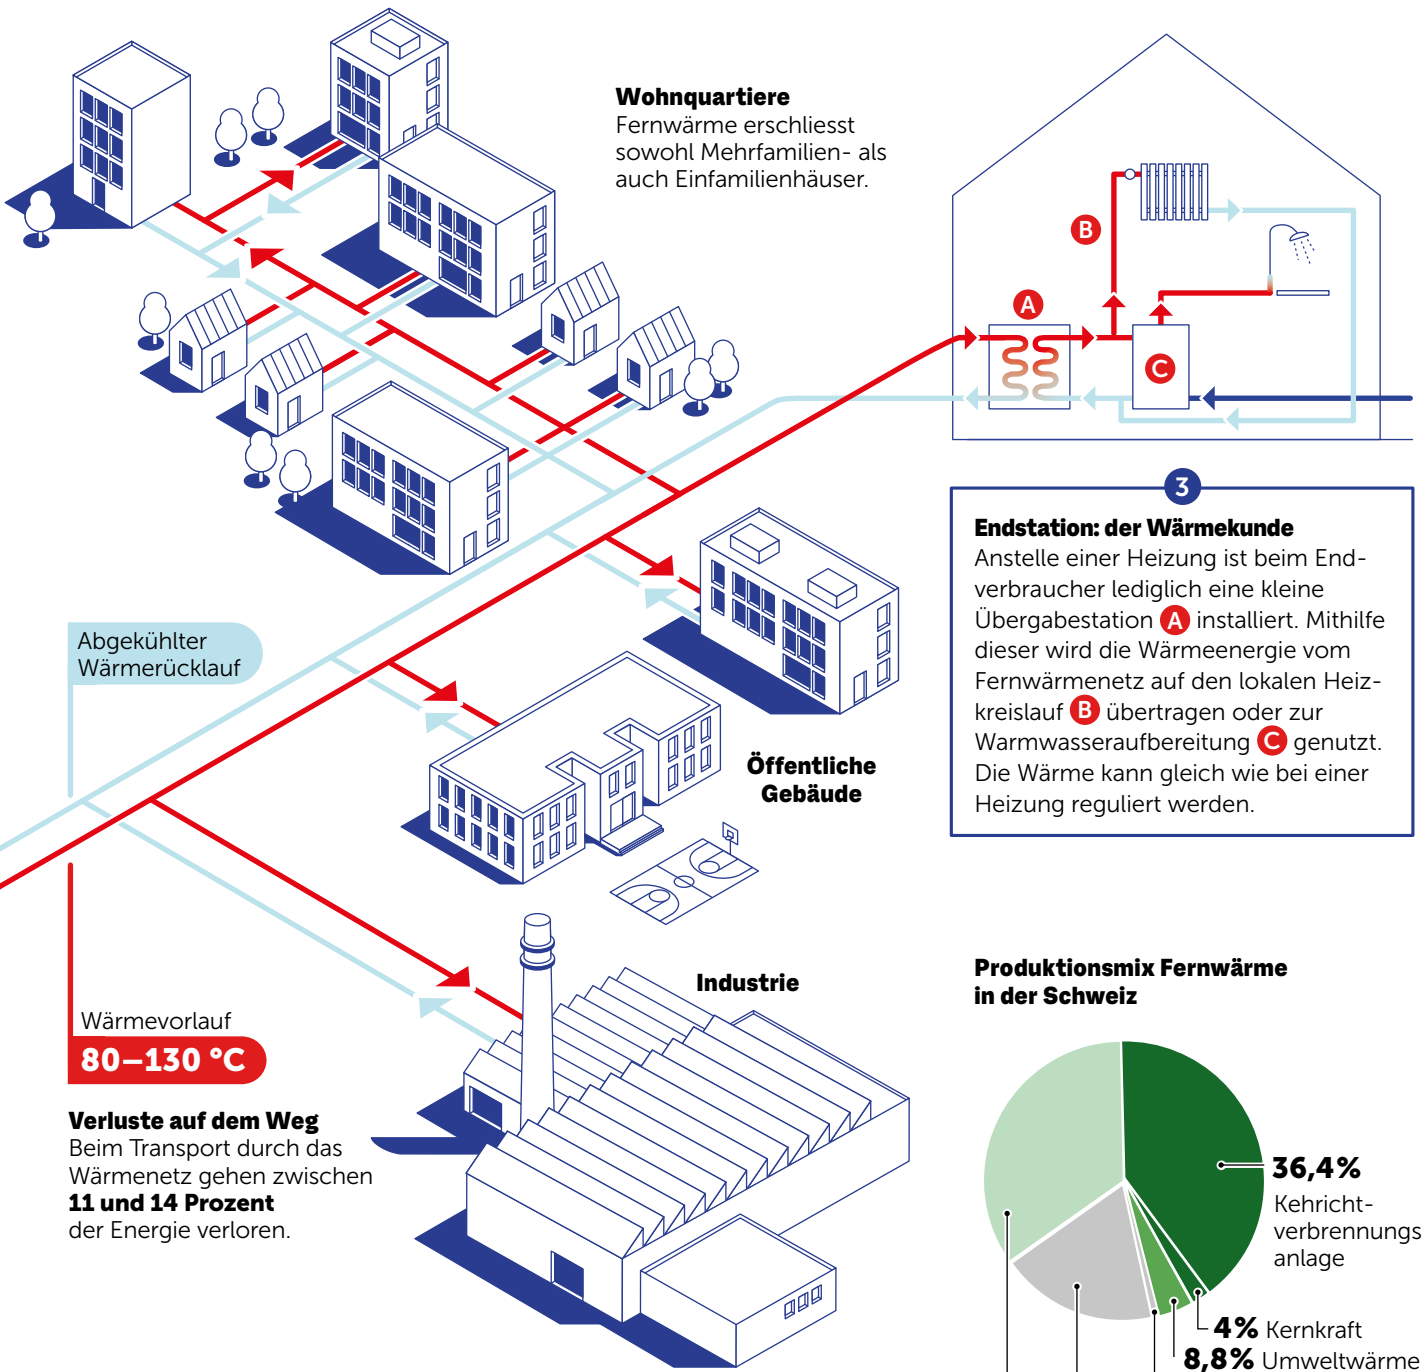 Wohnquartiere
Fernwärme erschliesst
sowohl Mehrfamilien- als
auch Einfamilienhäuser.
B
A
C
3
Endstation: der Wärmekunde
Anstelle einer Heizung ist beim End-
verbraucher lediglich eine kleine
Übergabestation A installiert. Mithilfe
dieser wird die Wärmeenergie vom
Fernwärmenetz auf den lokalen Heiz-
kreislauf B übertragen oder zur
Warmwasseraufbereitung C genutzt.
Die Wärme kann gleich wie bei einer
Heizung reguliert werden.
Abgekühlter
Wärmerücklauf
Öffentliche
Gebäude
Industrie
Wärmevorlauf
80–130 °C
Verluste auf dem Weg
Beim Transport durch das
Wärmenetz gehen zwischen
11 und 14 Prozent
der Energie verloren.
Produktionsmix Fernwärme
in der Schweiz
36,4%
Kehricht-
verbrennungs
anlage
4% Kernkraft
8,8% Umweltwärme